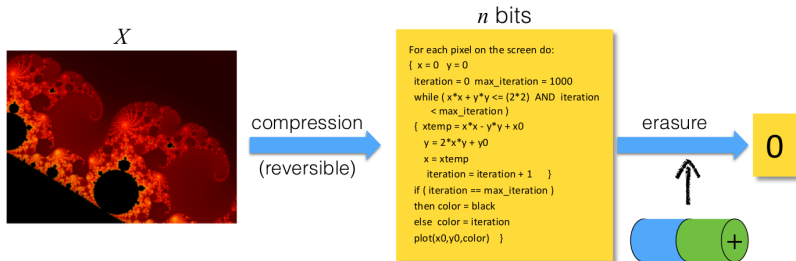 X
compression
(reversible)
n bits
For each pixel on the screen do:
{ x = 0 y = 0
iteration = 0 max_iteration = 1000
while ( x*x + y*y <= (2*2) AND iteration
< max_iteration )
{ xtemp = x*x - y*y + x0
y = 2*x*y + y0
x = xtemp
iteration = iteration + 1 }
if ( iteration == max_iteration )
then color = black
else color = iteration
plot(x0,y0,color) }
erasure
0
+